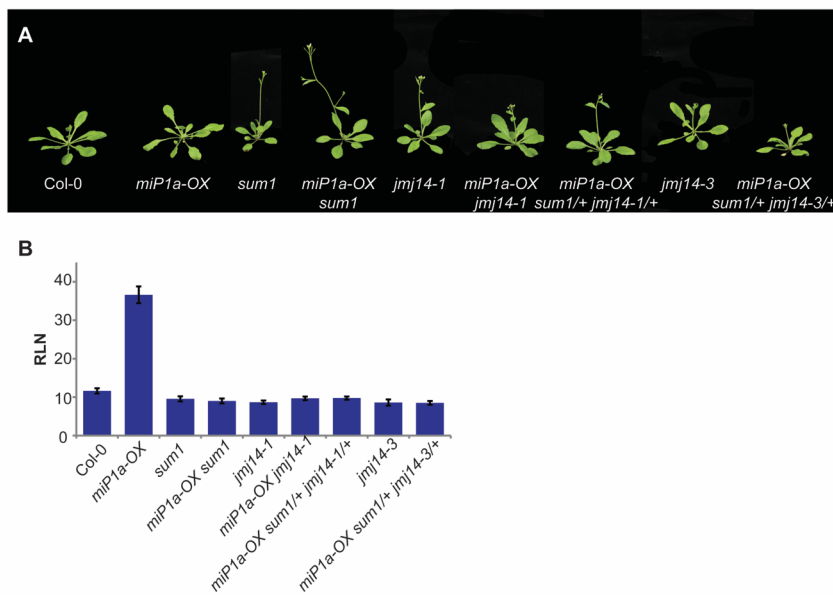 A
Col-0
miP1a-OX
sum1
miP1a-OX
sum1
jmj14-1
miP1a-OX
jmj14-1
miP1a-OX
sum1/+ jmj14-1/+
jmj14-3
miP1a-OX
sum1/+ jmj14-3/+
B
RLN
40
30
20
10
0
Col-0
miP1a-OX
sum1
miP1a-OX sum1
jmj14-1
miP1a-OX jmj14-1
miP1a-OX sum1/+ jmj14-1/+
jmj14-3
miP1a-OX sum1/+ jmj14-3/+